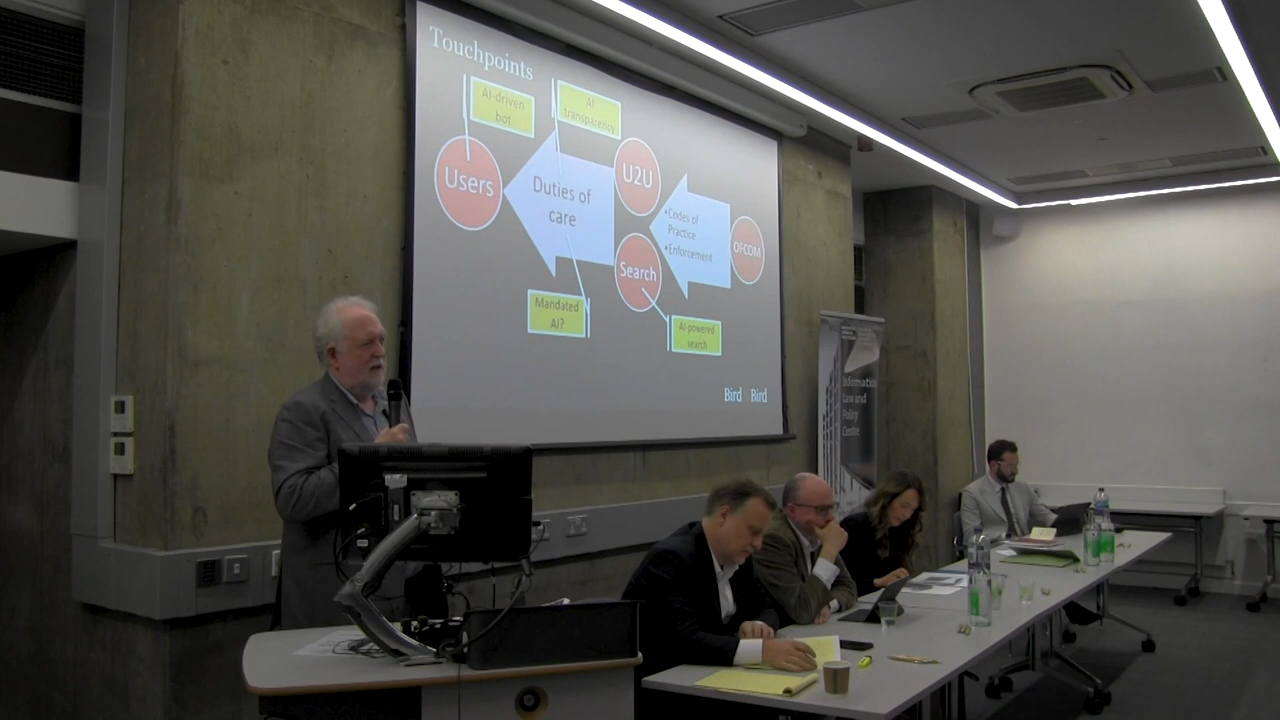 Touchpoints
AI-driven
bot
AI
transparency
Users
Duties of
care
U2U
•Codes of
Practice
•Enforcement
OFCOM
Search
Mandated
AI?
AI-powered
search
Bird Bird
Information
Law and
Policy
Centre